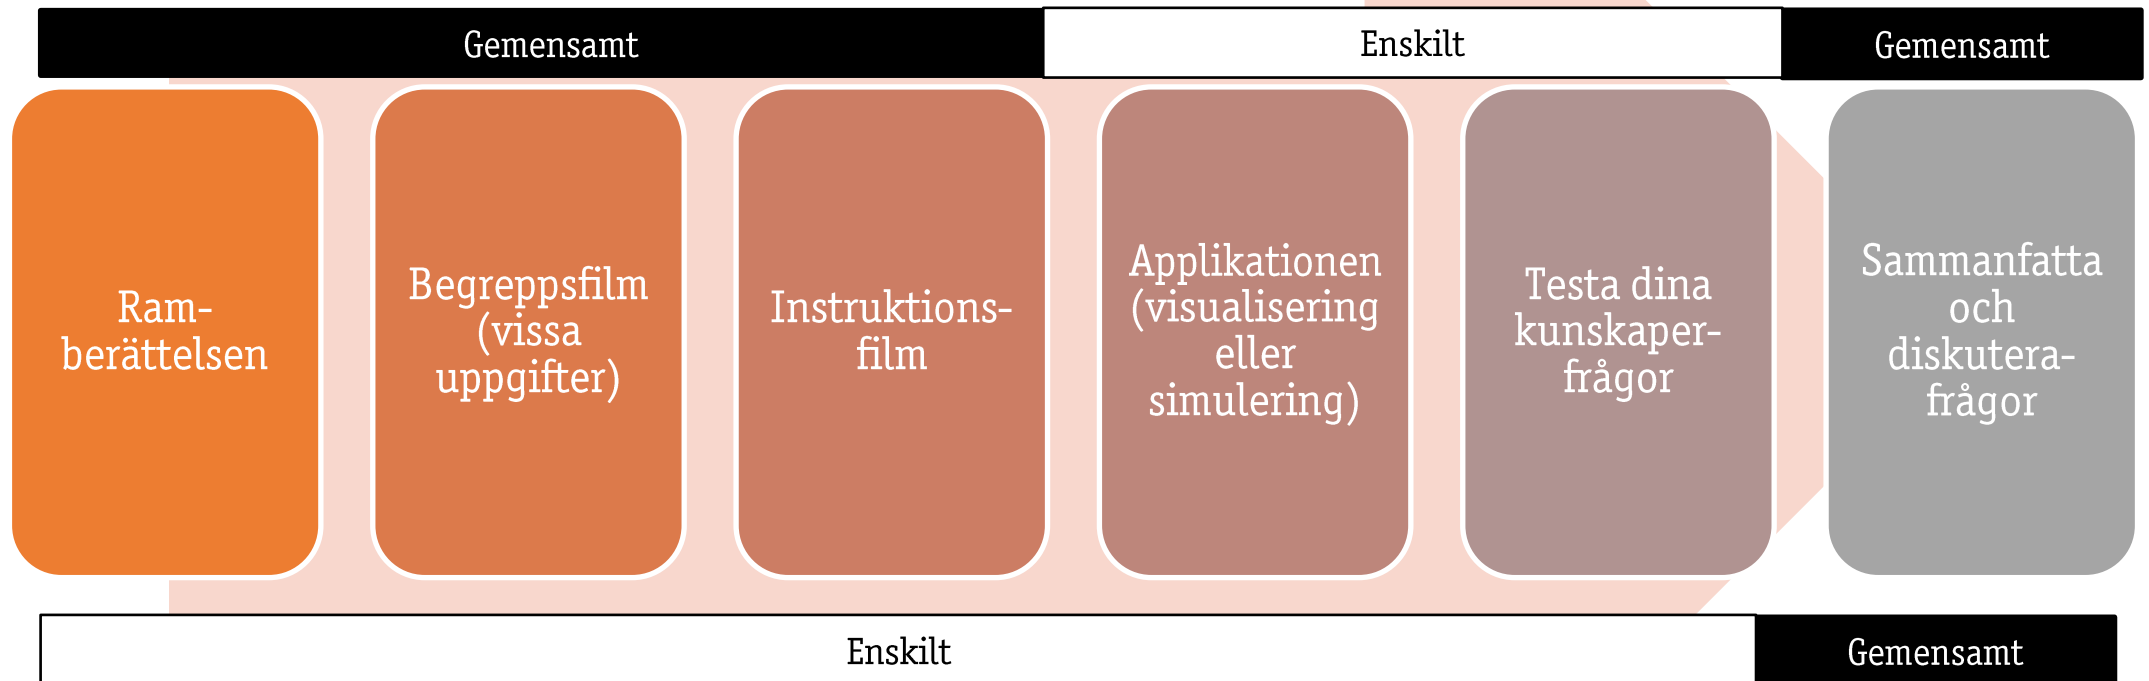 Gemensamt
Enskilt
Gemensamt
Ram-
berättelsen
Begreppsfilm
(vissa
uppgifter)
Instruktions-
film
Applikationen
(visualisering
eller
simulering)
Testa dina
kunskaper-
frågor
Sammanfatta
och
diskutera-
frågor
Enskilt
Gemensamt